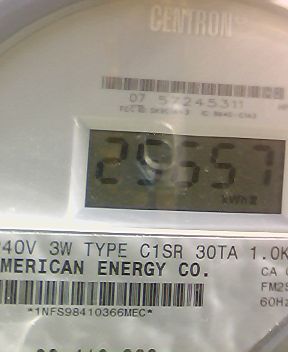 CENTRON
07 57245311
29557
kWh
240V 3W TYPE C1SR 30TA 1.0K
MERICAN ENERGY CO.
CA
FM2S
60Hz
*1NFS98410366MEC*